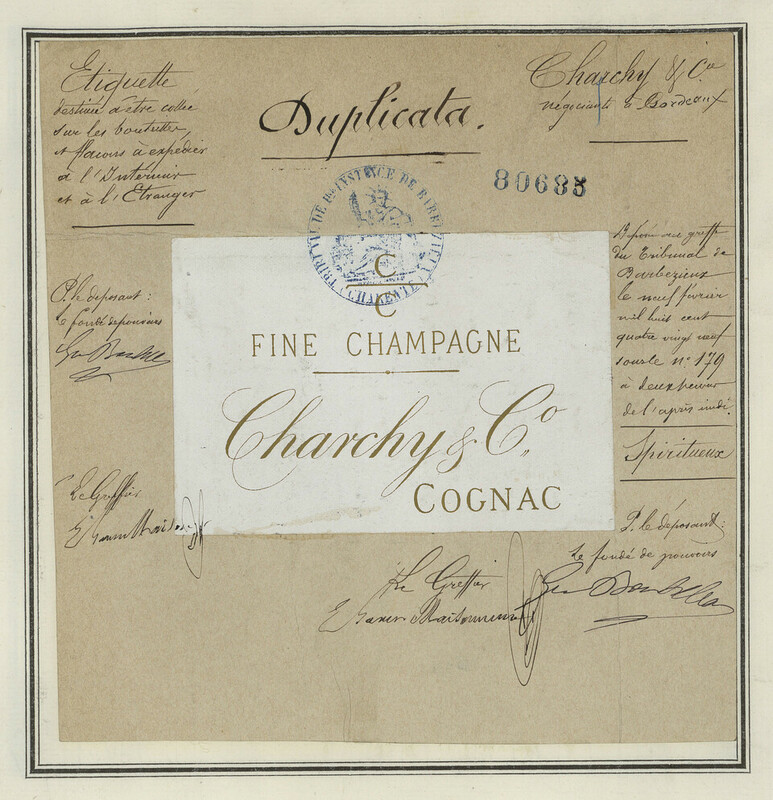 Etiquette
destinée à être collée
sur les bouteilles,
et flacons à expédier
à l'Intérieur
et à l'Etranger
Duplicata.
Charchy & Cie
négociants à Bordeaux
80685
TRIBUNAL DE 1RE INSTANCE DE BARBEZIEUX
CHARENTE
P. le déposant :
le fondé de pouvoirs
C
C
FINE CHAMPAGNE
Charchy & Co
COGNAC
Déposé au greffe
du Tribunal de
Barbezieux
le neuf février
mil huit cent
quatre vingt neuf
sous le n° 179
à deux heures
de l'après midi.
Spiritueux
Le Greffier
P. le déposant :
Le fondé de pouvoirs
Le Greffier